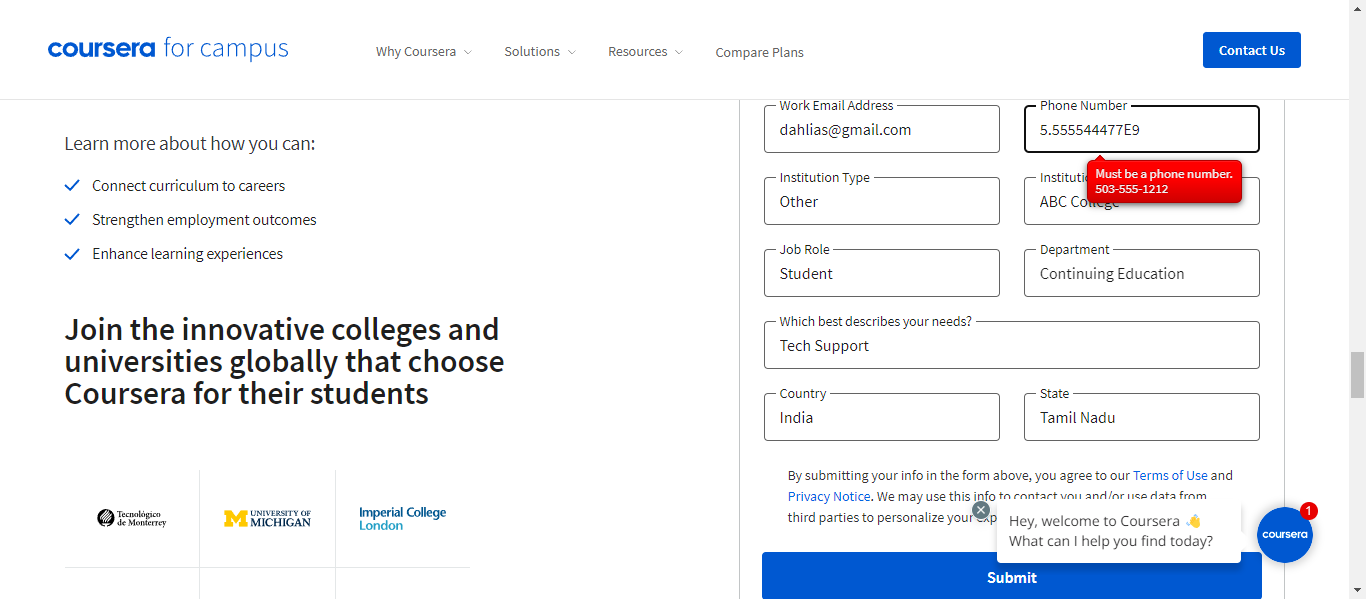 coursera for campus
Why Coursera
Solutions
Resources
Compare Plans
Contact Us
Learn more about how you can:
Connect curriculum to careers
Strengthen employment outcomes
Enhance learning experiences
Join the innovative colleges and
universities globally that choose
Coursera for their students
Tecnológico
de Monterrey
M UNIVERSITY OF
MICHIGAN
Imperial College
London
Work Email Address
dahlias@gmail.com
Phone Number
5.555544477E9
Must be a phone number.
503-555-1212
Institution Type
Other
ABC College
Job Role
Student
Department
Continuing Education
Which best describes your needs?
Tech Support
Country
India
State
Tamil Nadu
By submitting your info in the form above, you agree to our Terms of Use and
Privacy Notice. We may use this info to contact you and/or use data from
third parties to personalize your
Hey, welcome to Coursera 👋
What can I help you find today?
coursera
1
Submit